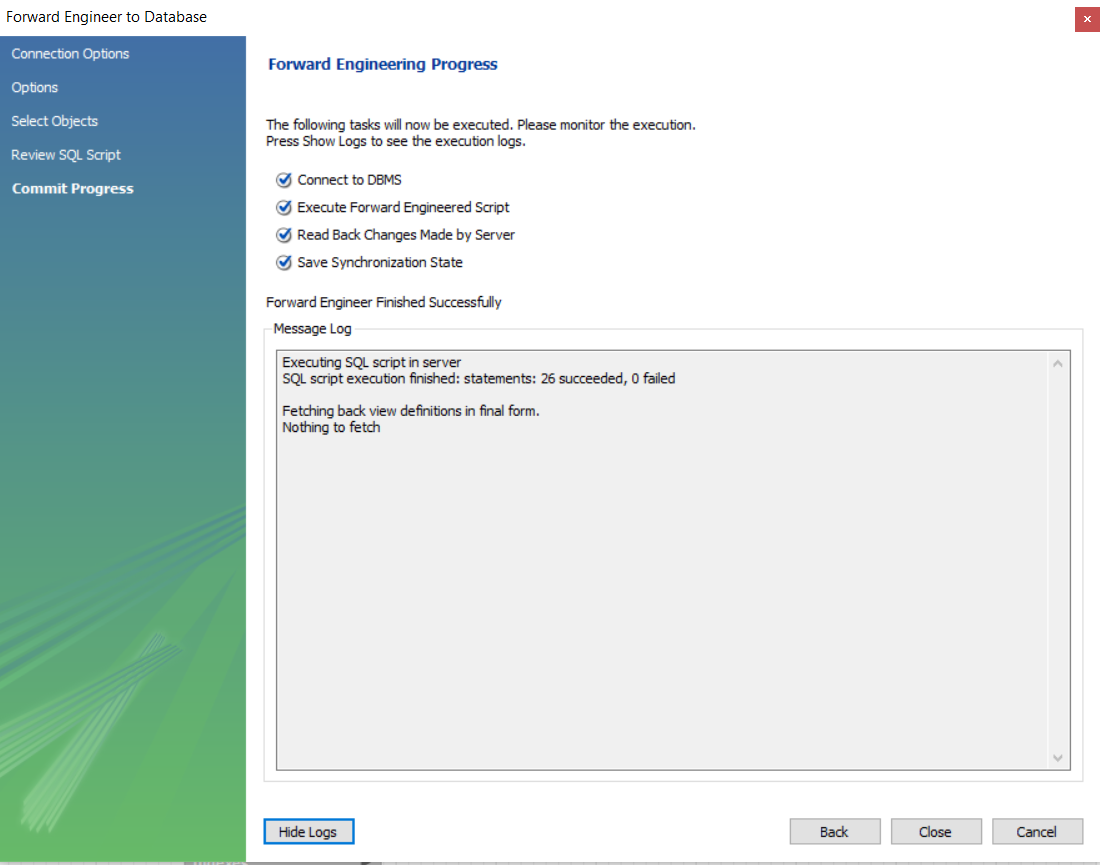 Forward Engineer to Database
Connection Options
Options
Select Objects
Review SQL Script
Commit Progress
Forward Engineering Progress
The following tasks will now be executed. Please monitor the execution.
Press Show Logs to see the execution logs.
Connect to DBMS
Execute Forward Engineered Script
Read Back Changes Made by Server
Save Synchronization State
Forward Engineer Finished Successfully
Message Log
Executing SQL script in server
SQL script execution finished: statements: 26 succeeded, 0 failed
Fetching back view definitions in final form.
Nothing to fetch
Hide Logs
Back
Close
Cancel